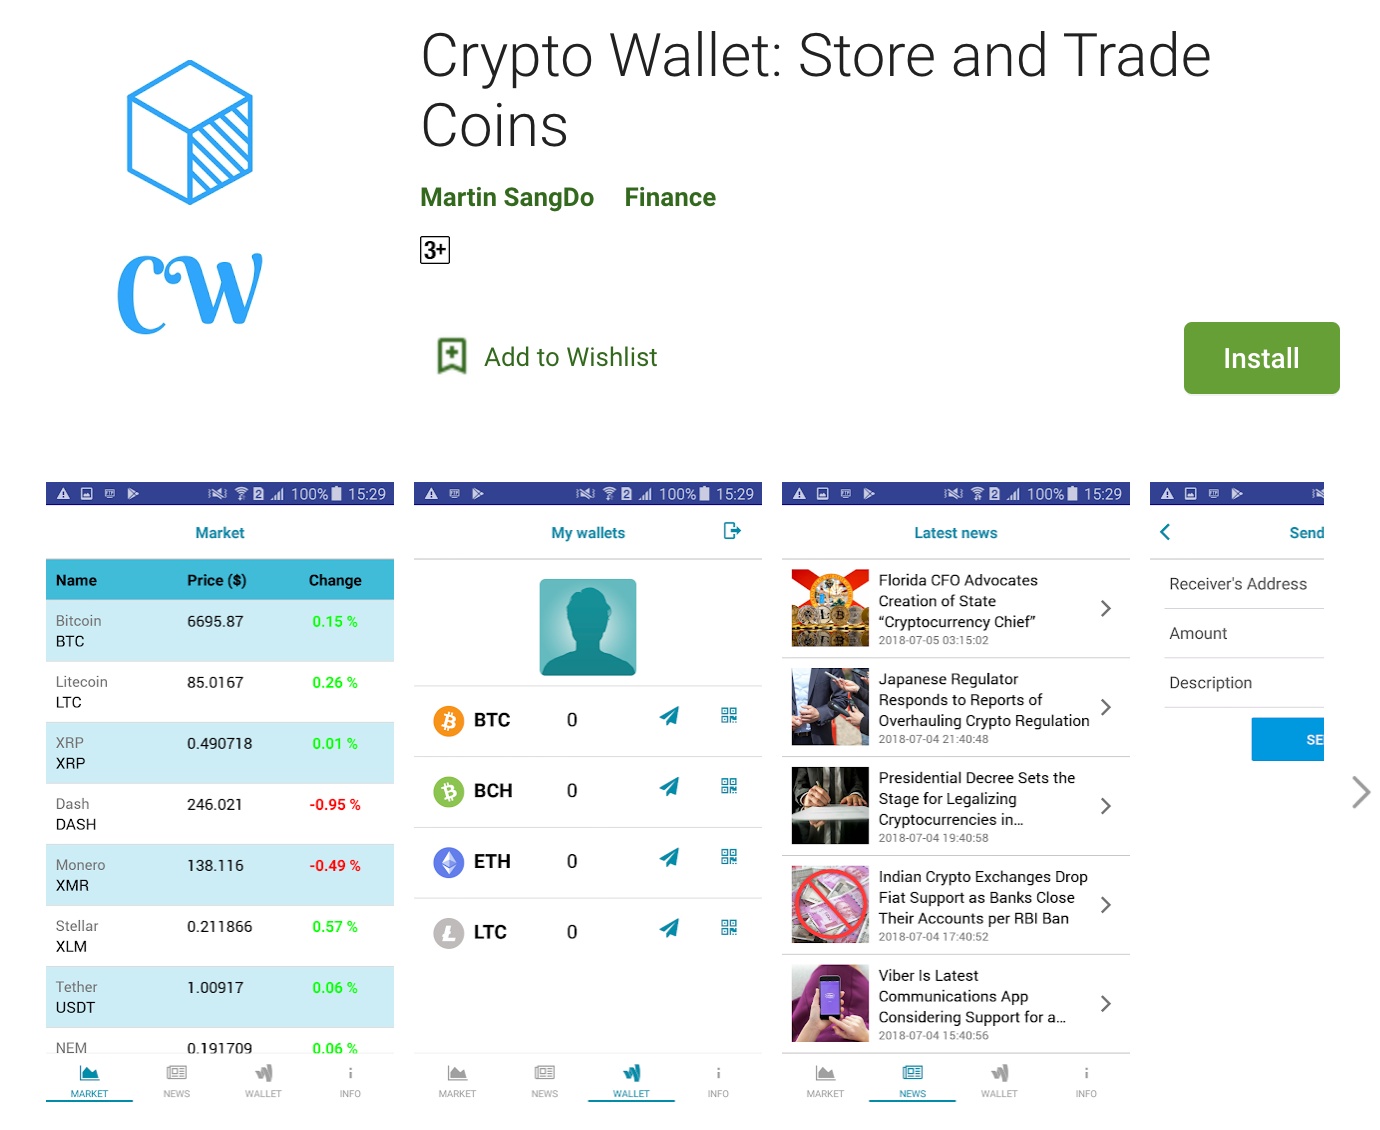 Crypto Wallet: Store and Trade
Coins
Martin SangDo Finance
3+
CW
Add to Wishlist
Install
2 100% 15:29
Market
Name Price ($) Change
Bitcoin 6695.87 0.15 %
BTC
Litecoin 85.0167 0.26 %
LTC
XRP 0.490718 0.01 %
XRP
Dash 246.021 -0.95 %
DASH
Monero 138.116 -0.49 %
XMR
Stellar 0.211866 0.57 %
XLM
Tether 1.00917 0.06 %
USDT
NEM 0.191709 0.06 %
MARKET NEWS WALLET INFO
2 100% 15:29
My wallets
BTC 0
BCH 0
ETH 0
LTC 0
MARKET NEWS WALLET INFO
2 100% 15:29
Latest news
Florida CFO Advocates
Creation of State
“Cryptocurrency Chief”
2018-07-05 03:15:02
Japanese Regulator
Responds to Reports of
Overhauling Crypto Regulation
2018-07-04 21:40:48
Presidential Decree Sets the
Stage for Legalizing
Cryptocurrencies in...
2018-07-04 19:40:58
Indian Crypto Exchanges Drop
Fiat Support as Banks Close
Their Accounts per RBI Ban
2018-07-04 17:40:52
Viber Is Latest
Communications App
Considering Support for a...
2018-07-04 15:40:56
MARKET NEWS WALLET INFO
Send
Receiver's Address
Amount
Description
SE